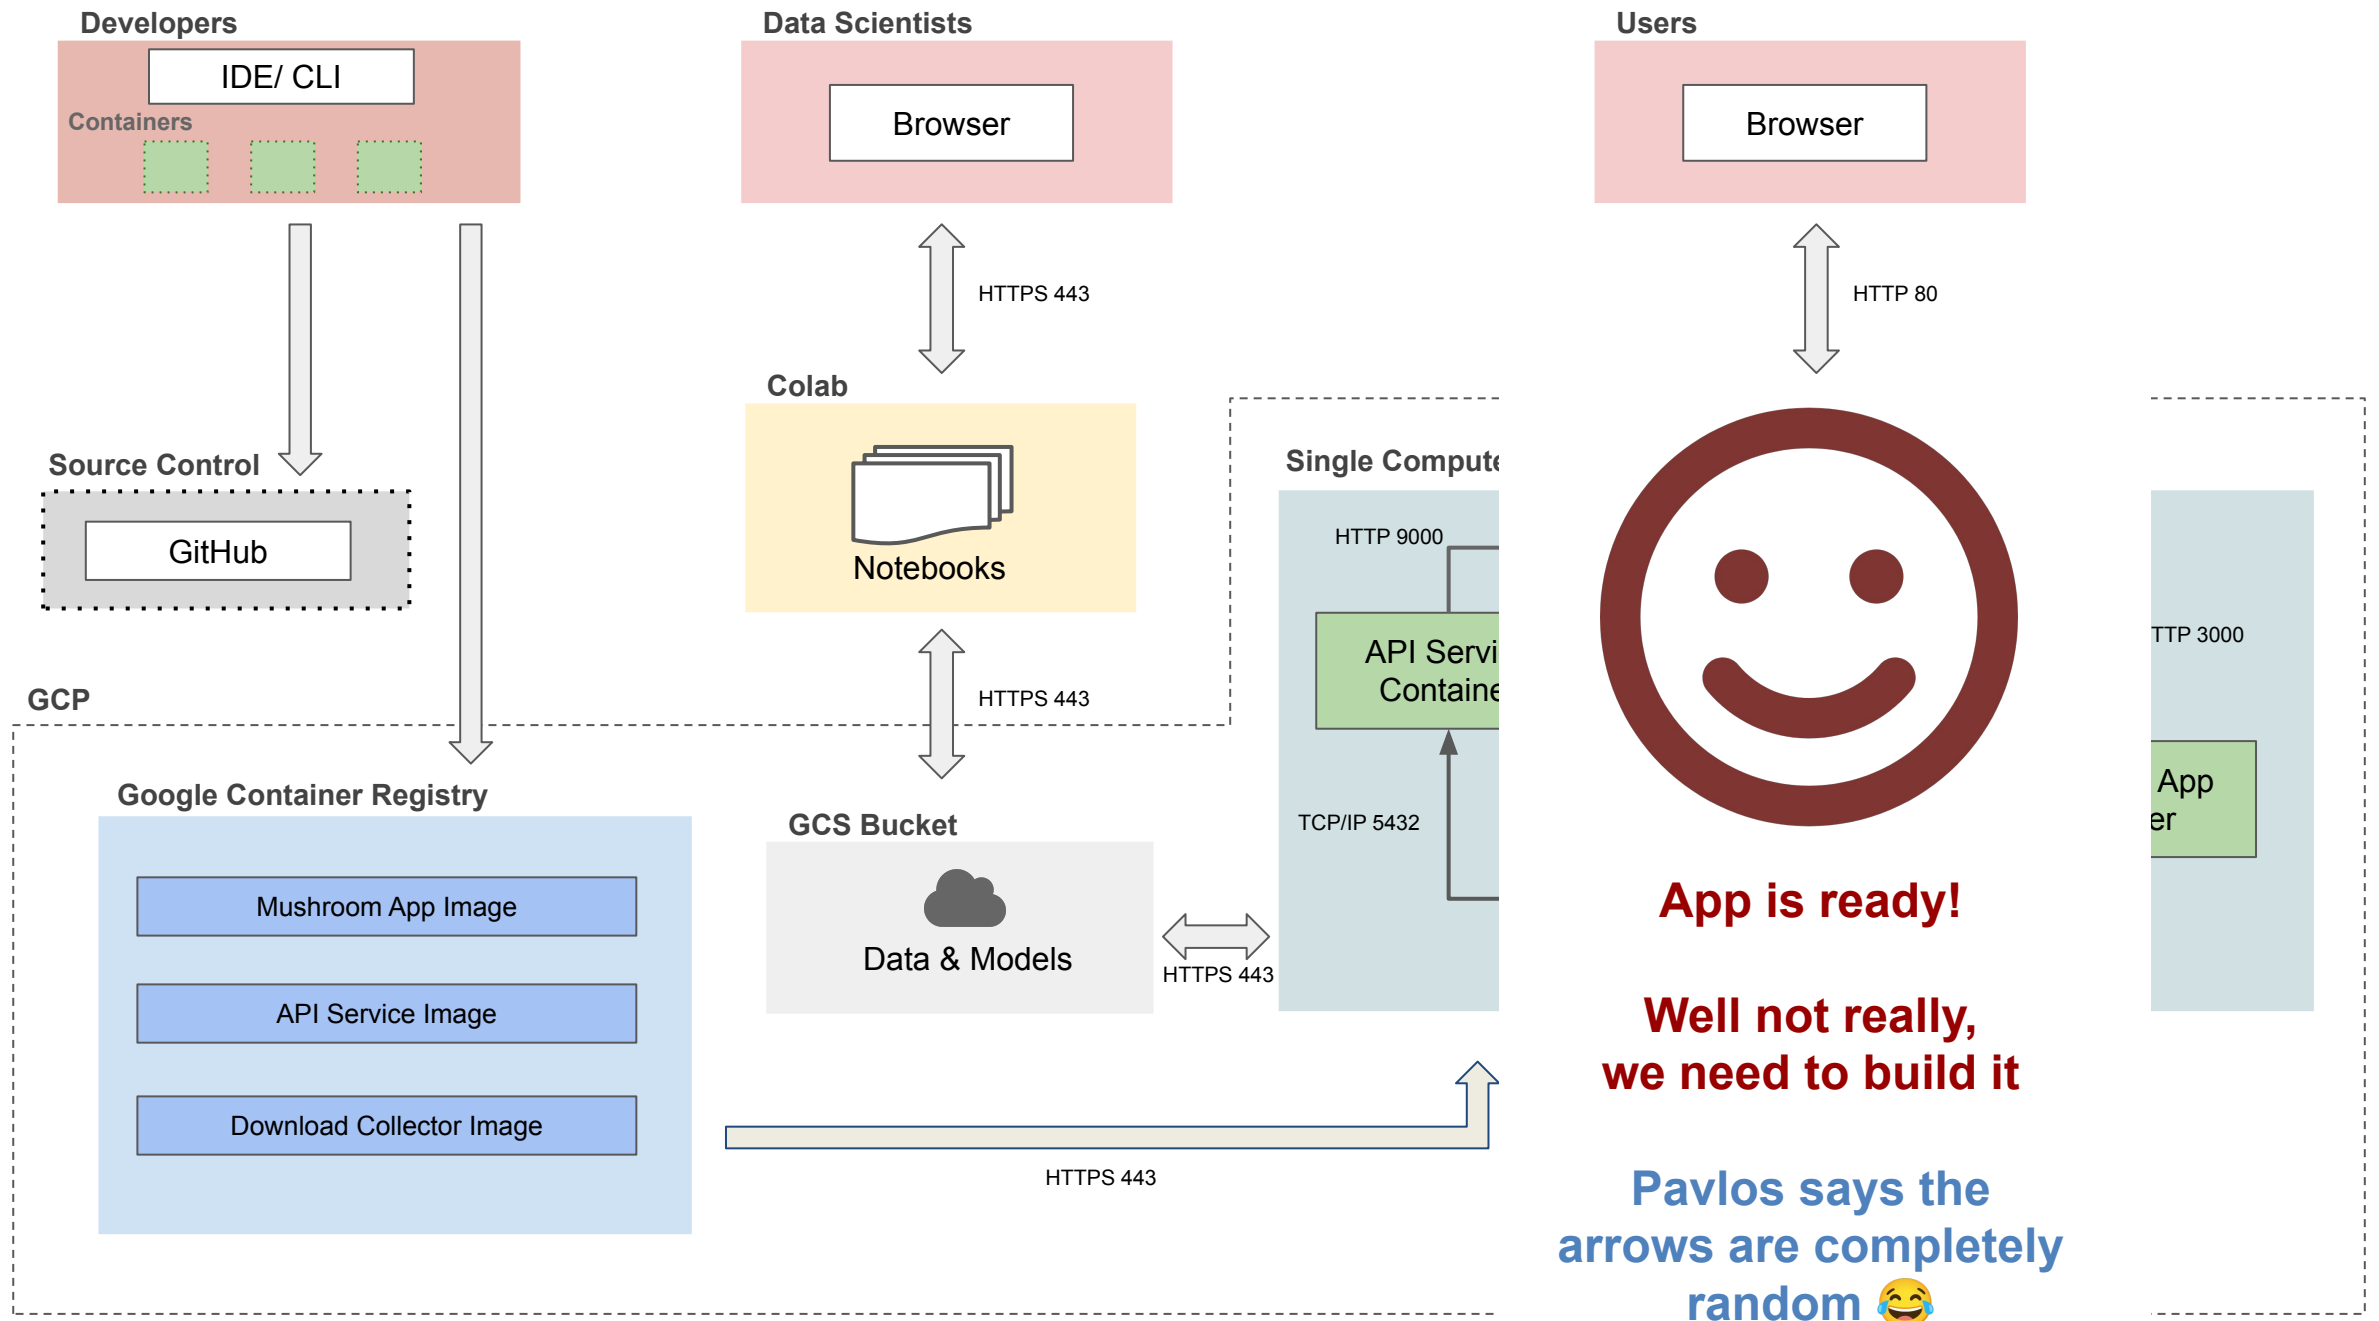 Developers
IDE/ CLI
Containers
Data Scientists
Browser
Users
Browser
HTTPS 443
HTTP 80
Colab
Notebooks
Source Control
GitHub
HTTPS 443
GCP
Google Container Registry
Mushroom App Image
API Service Image
Download Collector Image
GCS Bucket
Data & Models
HTTPS 443
HTTPS 443
Single Compute
HTTP 9000
API Servi
Containe
TCP/IP 5432
TTP 3000
App
er
App is ready!
Well not really,
we need to build it
Pavlos says the
arrows are completely
random 😂